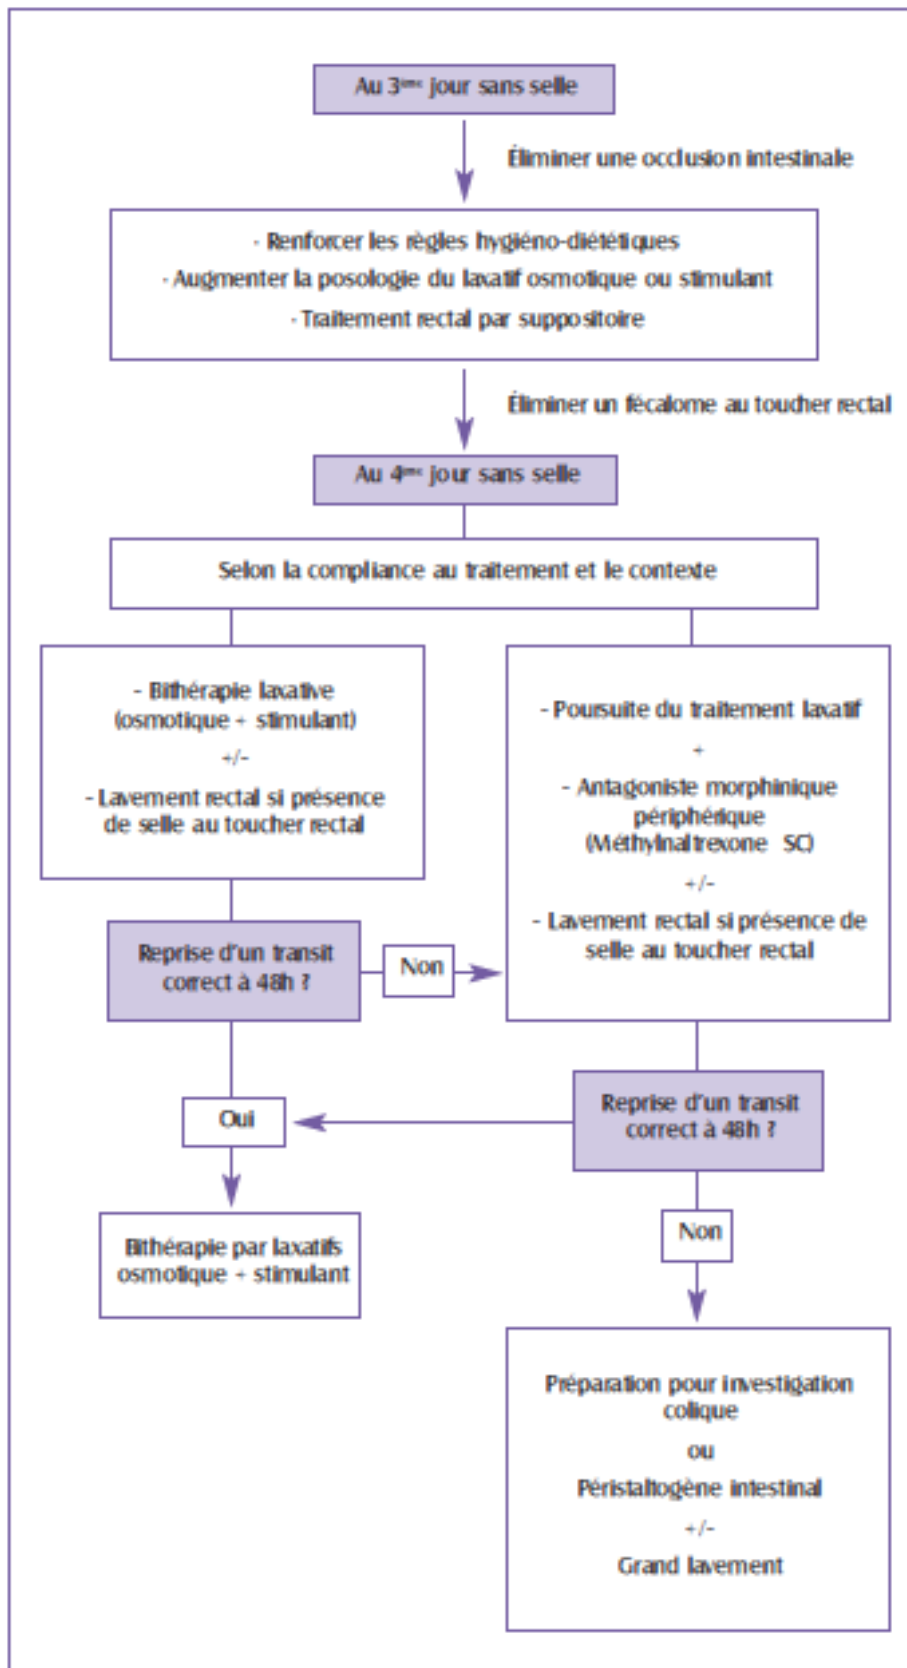 Au 3ème jour sans selle
Éliminer une occlusion intestinale
- Renforcer les règles hygiéno-diététiques
- Augmenter la posologie du laxatif osmotique ou stimulant
- Traitement rectal par suppositoire
Éliminer un fécalome au toucher rectal
Au 4ème jour sans selle
Selon la compliance au traitement et le contexte
- Bithérapie laxative
(osmotique + stimulant)
+/-
- Lavement rectal si présence
de selle au toucher rectal
- Poursuite du traitement laxatif
+
- Antagoniste morphinique
périphérique
(Méthylnaltrexone SC)
+/-
- Lavement rectal si présence de
selle au toucher rectal
Reprise d'un transit
correct à 48h ?
Non
Reprise d'un transit
correct à 48h ?
Oui
Bithérapie par laxatifs
osmotique + stimulant
Non
Préparation pour investigation
colique
ou
Péristaltogène intestinal
+/-
Grand lavement